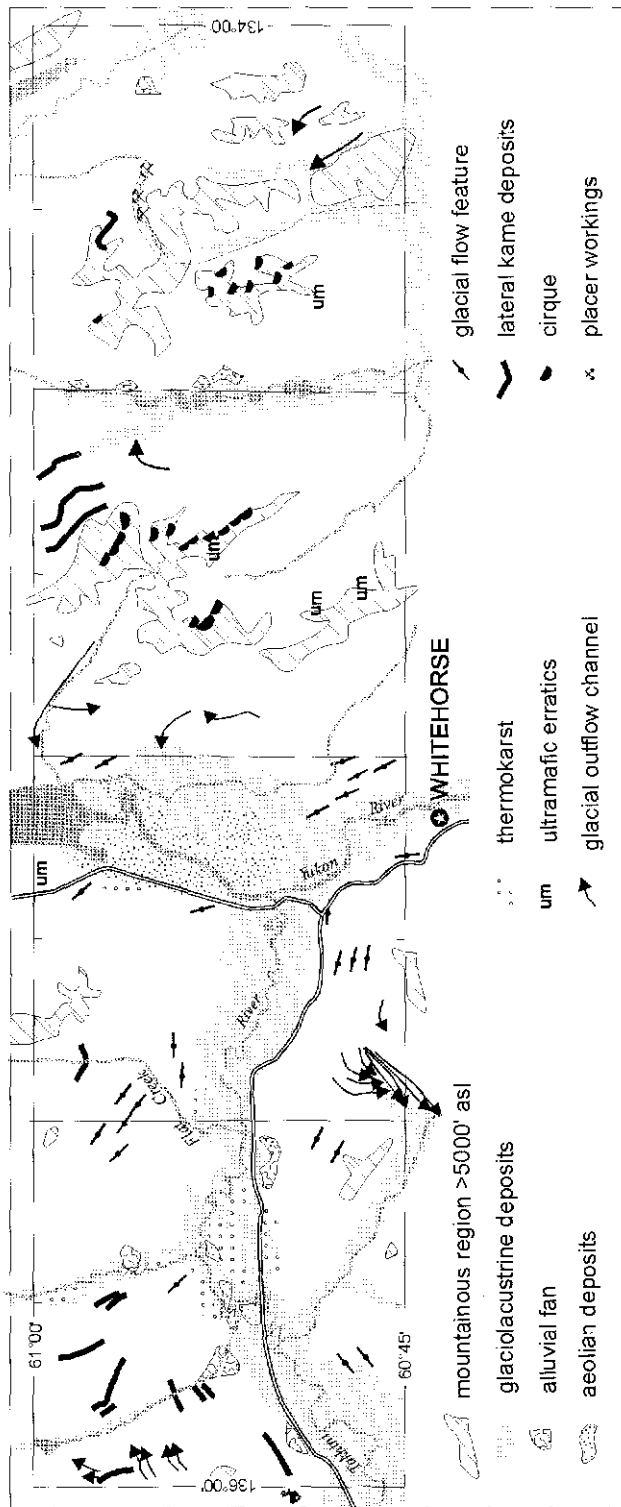 61°00'
60°45'
136°00'
134°00'
um
um
um
um
um
Flat
Creek
River
Yukon
River
Takhini
WHITEHORSE
mountainous region >5000' asl
glaciolacustrine deposits
alluvial fan
aeolian deposits
thermokarst
um
ultramafic erratics
glacial outflow channel
glacial flow feature
lateral kame deposits
cirque
placer workings